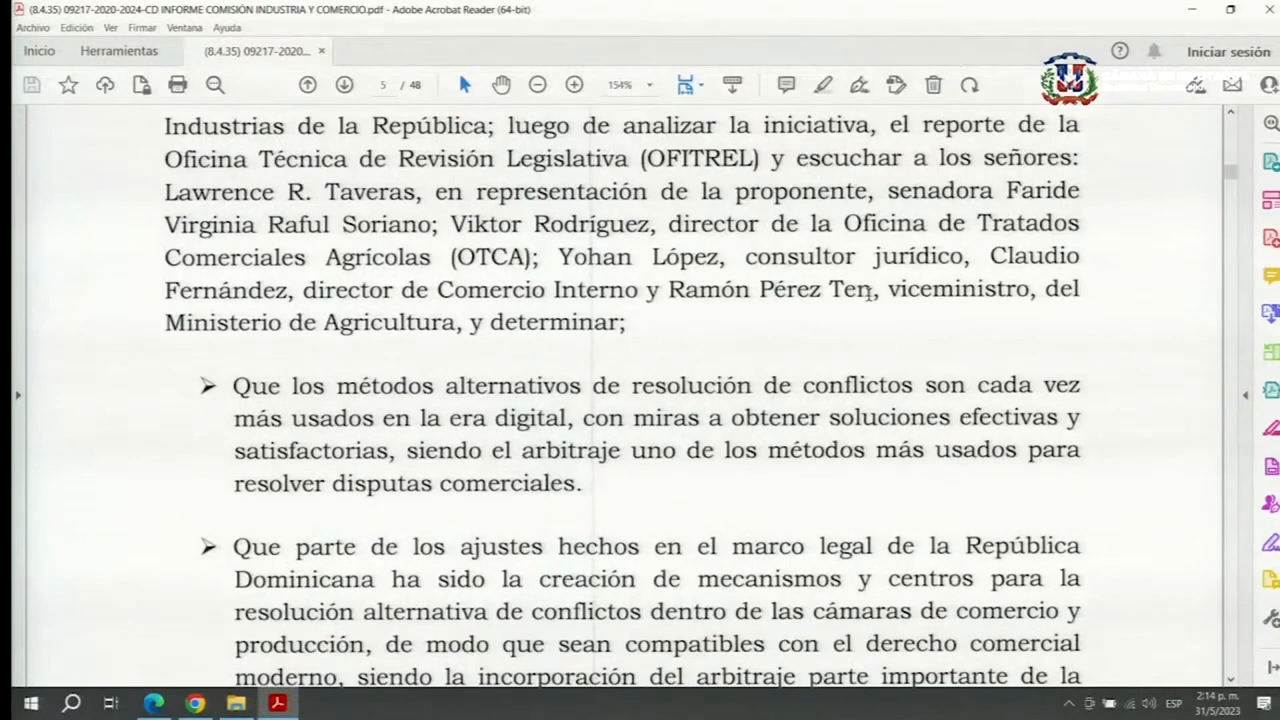 (8.4.35) 09217-2020-2024-CD INFORME COMISIÓN INDUSTRIA Y COMERCIO.pdf - Adobe Acrobat Reader (64-bit)
Archivo Edición Ver Firmar Ventana Ayuda
Inicio Herramientas (8.4.35) 09217-2020... × Iniciar sesión
5 / 48 154%
Industrias de la República; luego de analizar la iniciativa, el reporte de la
Oficina Técnica de Revisión Legislativa (OFITREL) y escuchar a los señores:
Lawrence R. Taveras, en representación de la proponente, senadora Faride
Virginia Raful Soriano; Viktor Rodríguez, director de la Oficina de Tratados
Comerciales Agrícolas (OTCA); Yohan López, consultor jurídico, Claudio
Fernández, director de Comercio Interno y Ramón Pérez Ten, viceministro, del
Ministerio de Agricultura, y determinar;
➢ Que los métodos alternativos de resolución de conflictos son cada vez
más usados en la era digital, con miras a obtener soluciones efectivas y
satisfactorias, siendo el arbitraje uno de los métodos más usados para
resolver disputas comerciales.
➢ Que parte de los ajustes hechos en el marco legal de la República
Dominicana ha sido la creación de mecanismos y centros para la
resolución alternativa de conflictos dentro de las cámaras de comercio y
producción, de modo que sean compatibles con el derecho comercial
moderno, siendo la incorporación del arbitraje parte importante de la
ESP 2:14 p. m.
31/5/2023